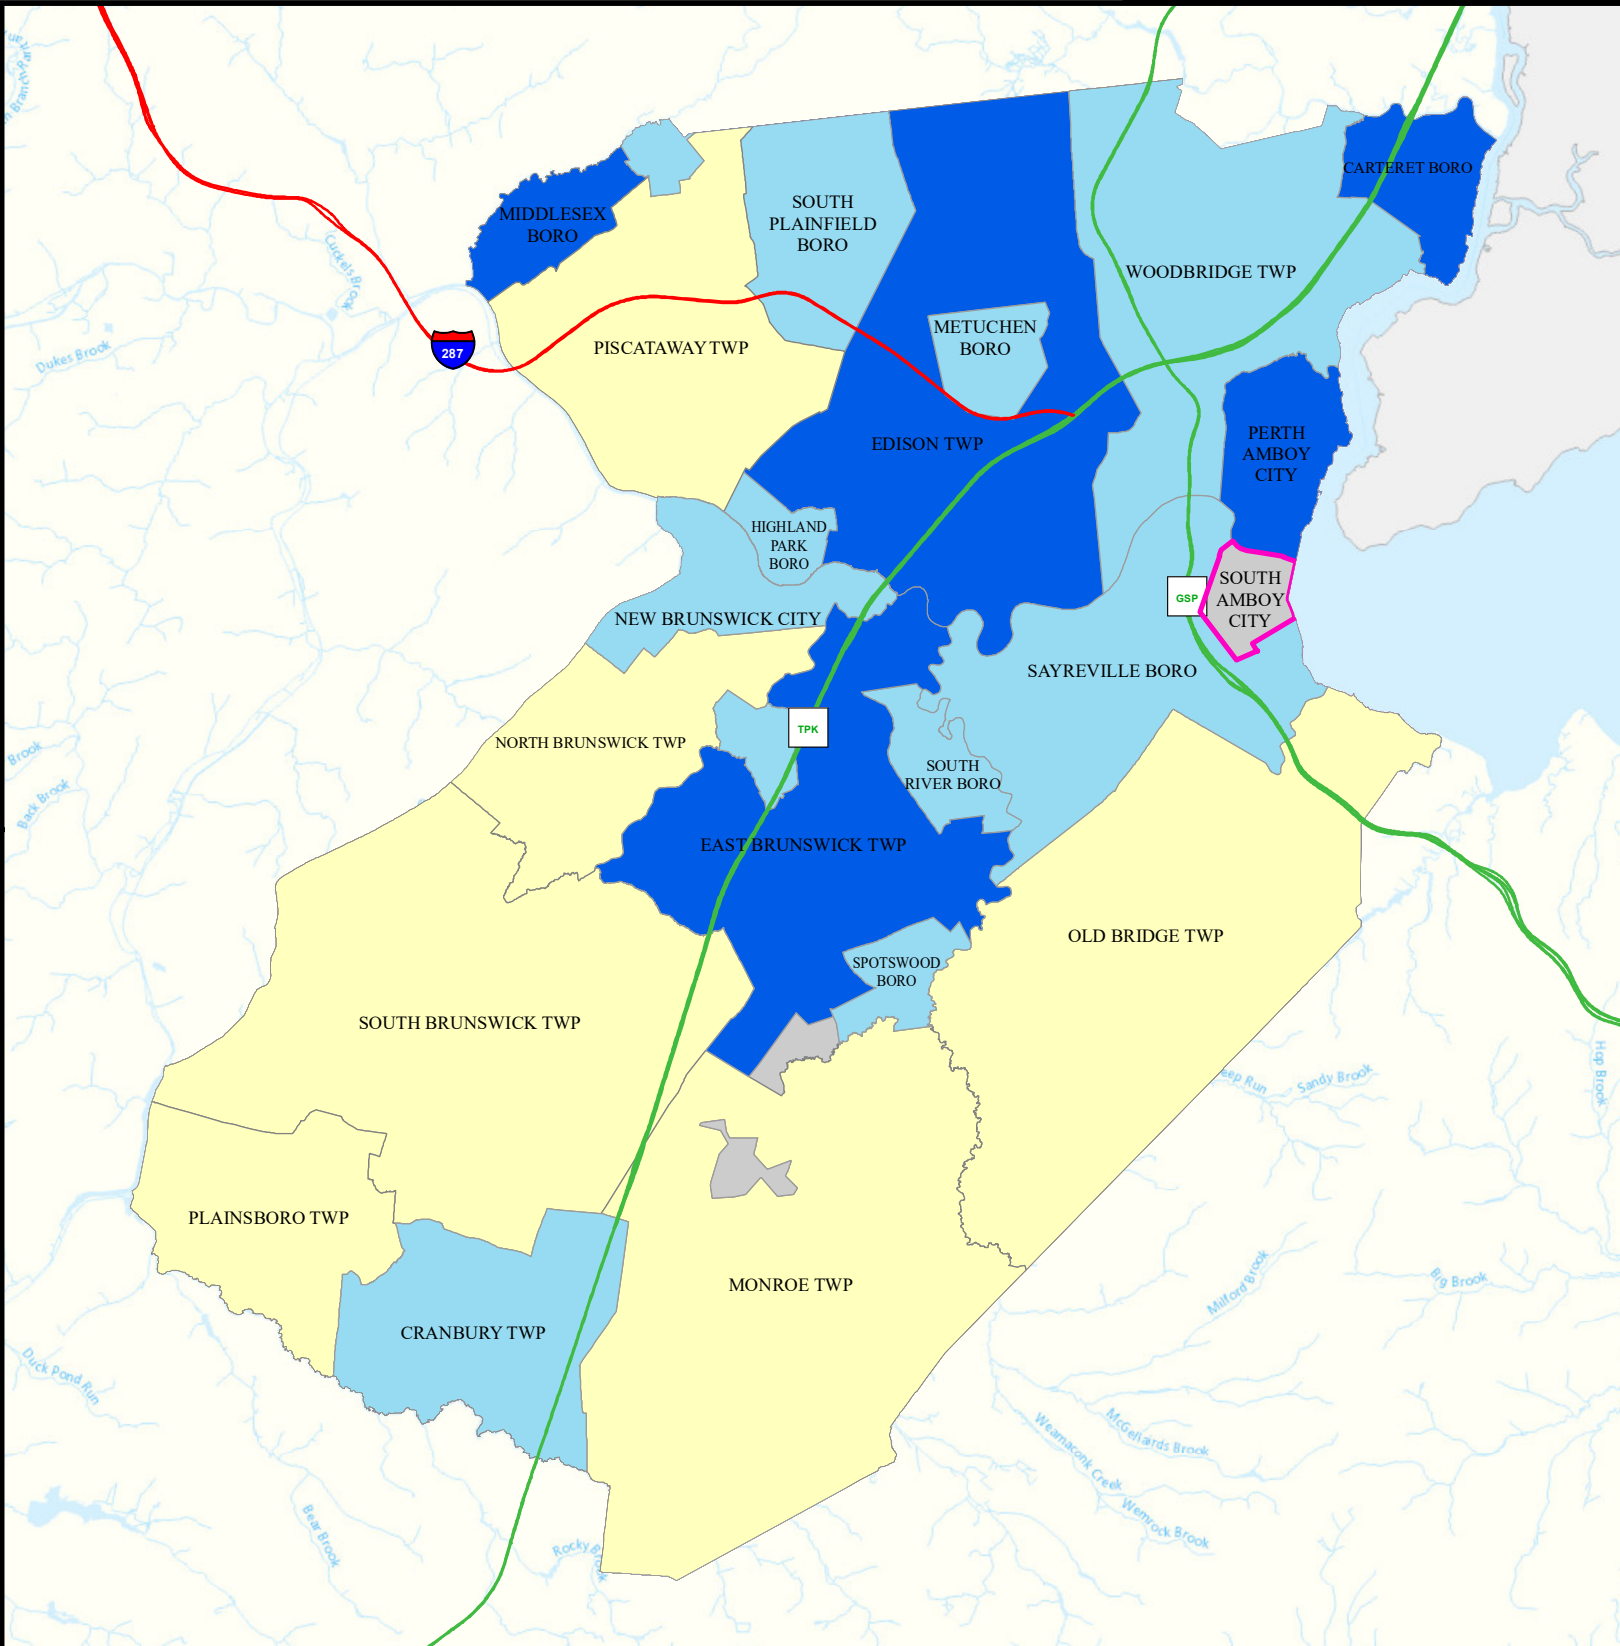 Cuckels Brook
Dukes Brook
287
MIDDLESEX
BORO
SOUTH
PLAINFIELD
BORO
CARTERET BORO
WOODBRIDGE TWP
PISCATAWAY TWP
METUCHEN
BORO
EDISON TWP
PERTH
AMBOY
CITY
HIGHLAND
PARK
BORO
GSP
SOUTH
AMBOY
CITY
NEW BRUNSWICK CITY
SAYREVILLE BORO
TPK
NORTH BRUNSWICK TWP
SOUTH
RIVER BORO
Brook
Back Brook
EAST BRUNSWICK TWP
OLD BRIDGE TWP
SPOTSWOOD
BORO
SOUTH BRUNSWICK TWP
eep Run
Sandy Brook
Hop Brook
PLAINSBORO TWP
MONROE TWP
Milford Brook
Big Brook
CRANBURY TWP
Duck Pond Run
McGellairds Brook
Weamaconk Creek
Wemrock Brook
Bear Brook
Rocky Brook